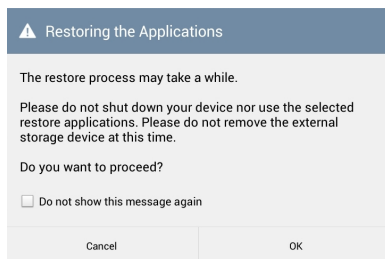 Restoring the Applications
The restore process may take a while.
Please do not shut down your device nor use the selected
restore applications. Please do not remove the external
storage device at this time.
Do you want to proceed?
Do not show this message again
Cancel
OK